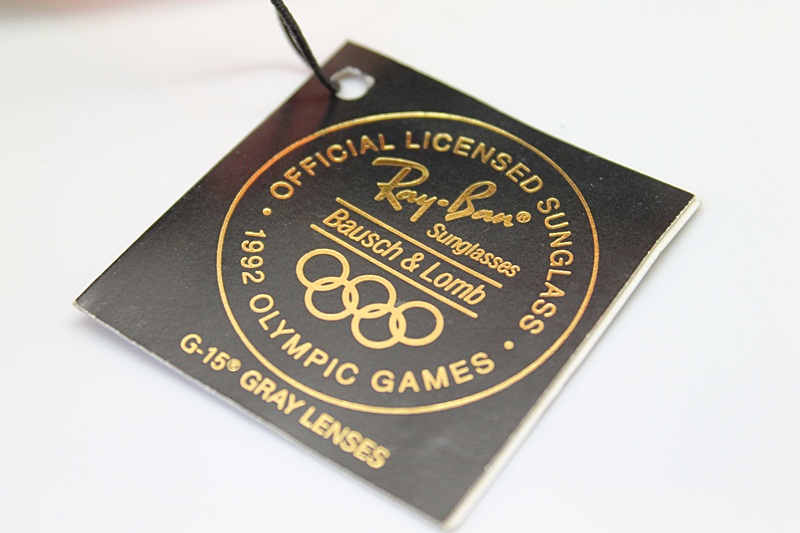 OFFICIAL LICENSED SUNGLASS
Ray-Ban®
Sunglasses
Bausch & Lomb
• 1992 OLYMPIC GAMES •
G-15® GRAY LENSES